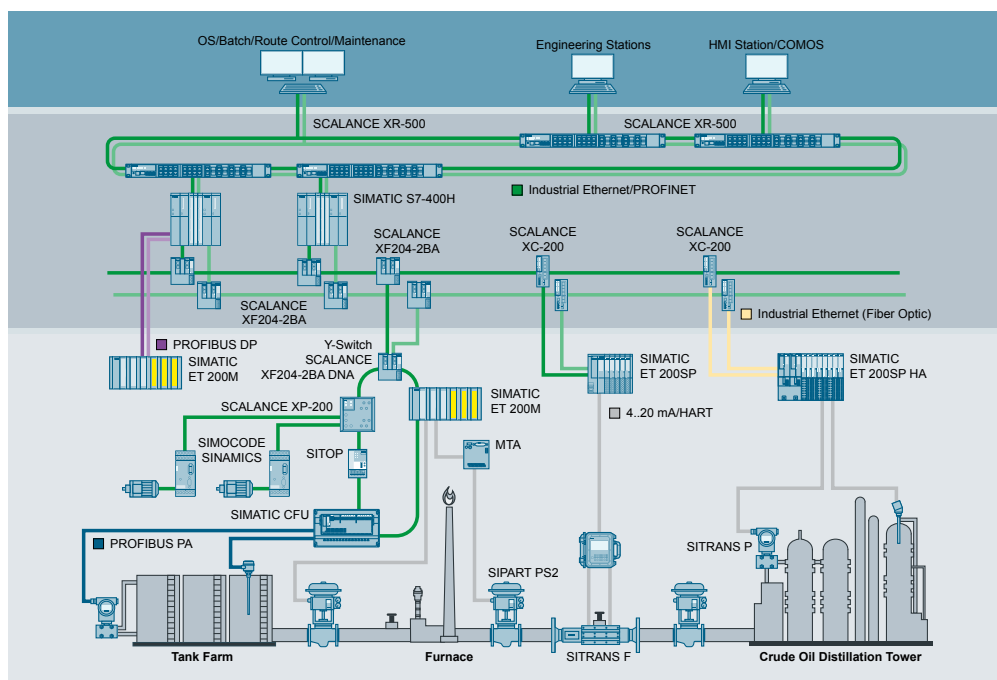 OS/Batch/Route Control/Maintenance
Engineering Stations
HMI Station/COMOS
SCALANCE XR-500
SCALANCE XR-500
Industrial Ethernet/PROFINET
SIMATIC S7-400H
SCALANCE
XF204-2BA
SCALANCE
XC-200
SCALANCE
XC-200
SCALANCE
XF204-2BA
Industrial Ethernet (Fiber Optic)
PROFIBUS DP
SIMATIC
ET 200M
Y-Switch
SCALANCE
XF204-2BA DNA
SIMATIC
ET 200SP
SIMATIC
ET 200SP HA
SIMATIC
ET 200M
SCALANCE XP-200
4..20 mA/HART
SIMOCODE
SINAMICS
SITOP
MTA
SIMATIC CFU
PROFIBUS PA
SITRANS P
SIPART PS2
Tank Farm
Furnace
SITRANS F
Crude Oil Distillation Tower